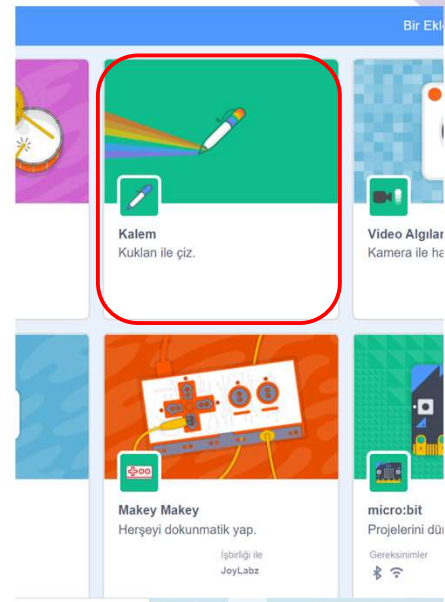 Bir Ekl
Kalem
Kuklan ile çiz.
Video Algılar
Kamera ile ha
Makey Makey
Herşeyi dokunmatik yap.
İşbirliği ile
JoyLabz
micro:bit
Projelerini dü
Gereksinimler